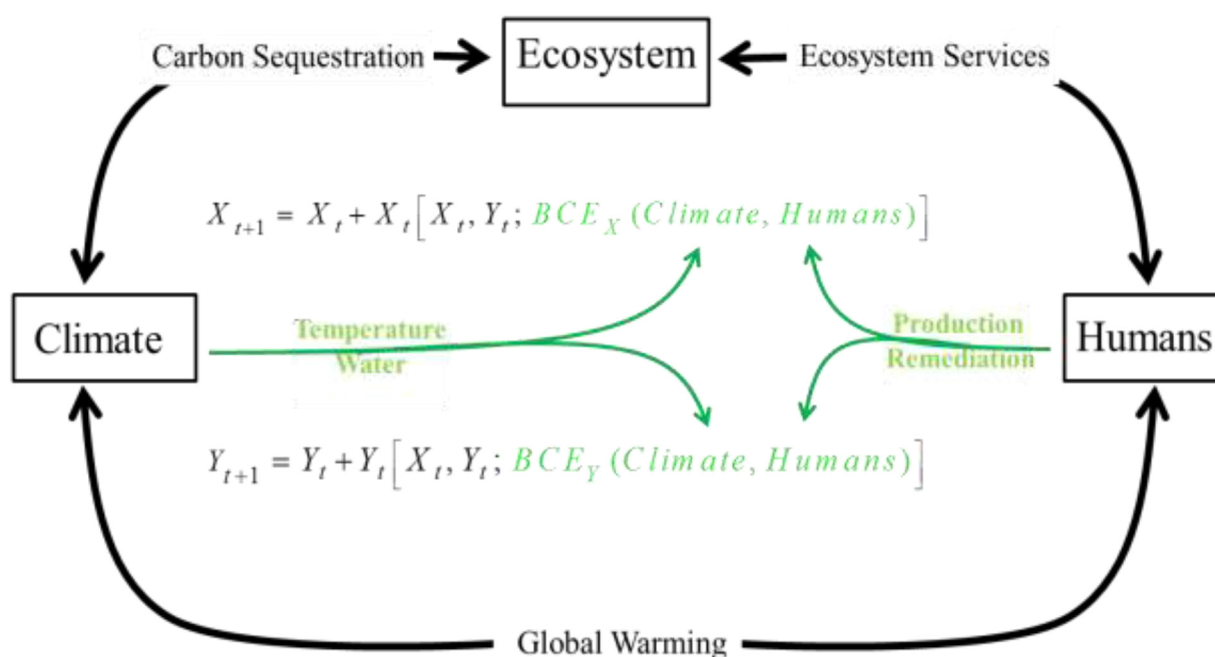 Carbon Sequestration
Ecosystem
Ecosystem Services
X_{t+1} = X_t + X_t[X_t, Y_t; BCE_X (Climate, Humans)]
Climate
Temperature
Water
Production
Remediation
Humans
Y_{t+1} = Y_t + Y_t[X_t, Y_t; BCE_Y (Climate, Humans)]
Global Warming